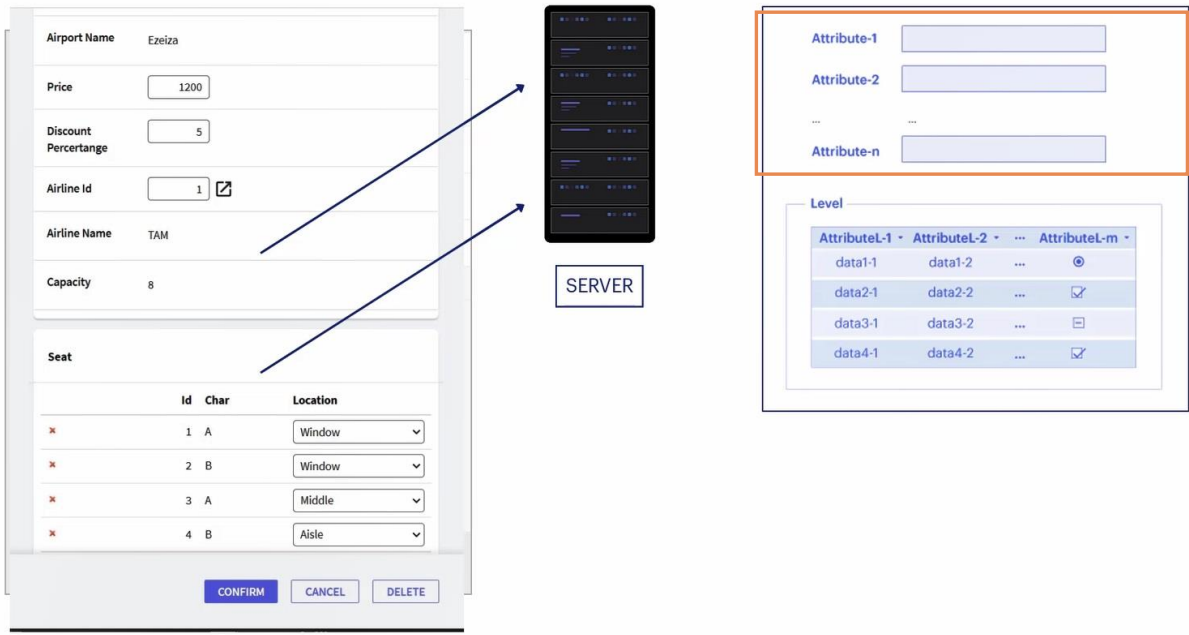 Airport Name Ezeiza
Price 1200
Discount
Percertange 5
Airline Id 1
Airline Name TAM
Capacity 8
Seat
Id Char Location
1 A Window
2 B Window
3 A Middle
4 B Aisle
CONFIRM CANCEL DELETE
SERVER
Attribute-1
Attribute-2
... ...
Attribute-n
Level
AttributeL-1 AttributeL-2 ... AttributeL-m
data1-1 data1-2 ...
data2-1 data2-2 ...
data3-1 data3-2 ...
data4-1 data4-2 ...